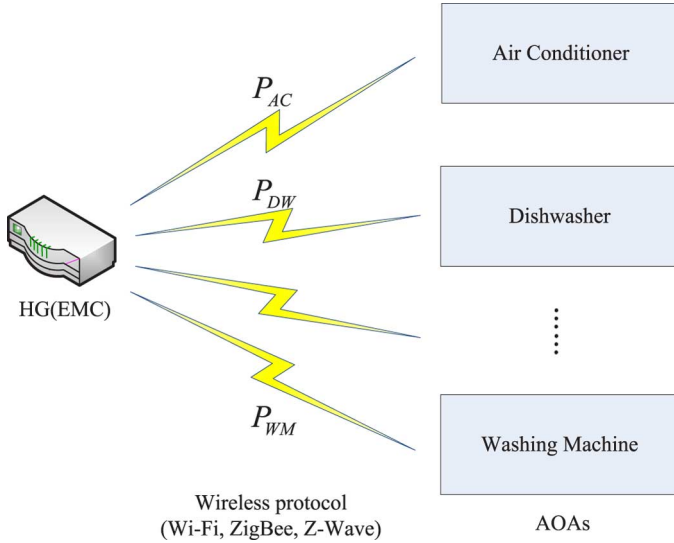 Air Conditioner
P_AC
P_DW
Dishwasher
HG(EMC)
P_WM
Washing Machine
Wireless protocol
(Wi-Fi, ZigBee, Z-Wave)
AOAs